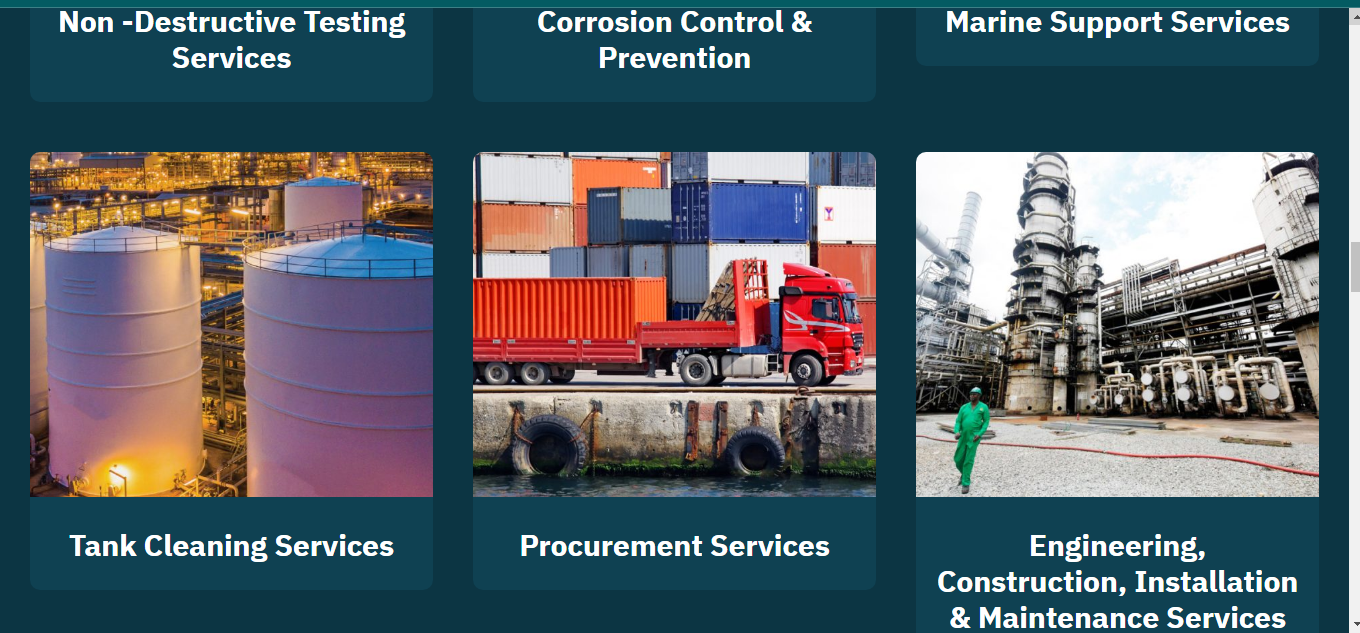 Non -Destructive Testing
Services
Corrosion Control &
Prevention
Marine Support Services
Tank Cleaning Services
Procurement Services
Engineering,
Construction, Installation
& Maintenance Services